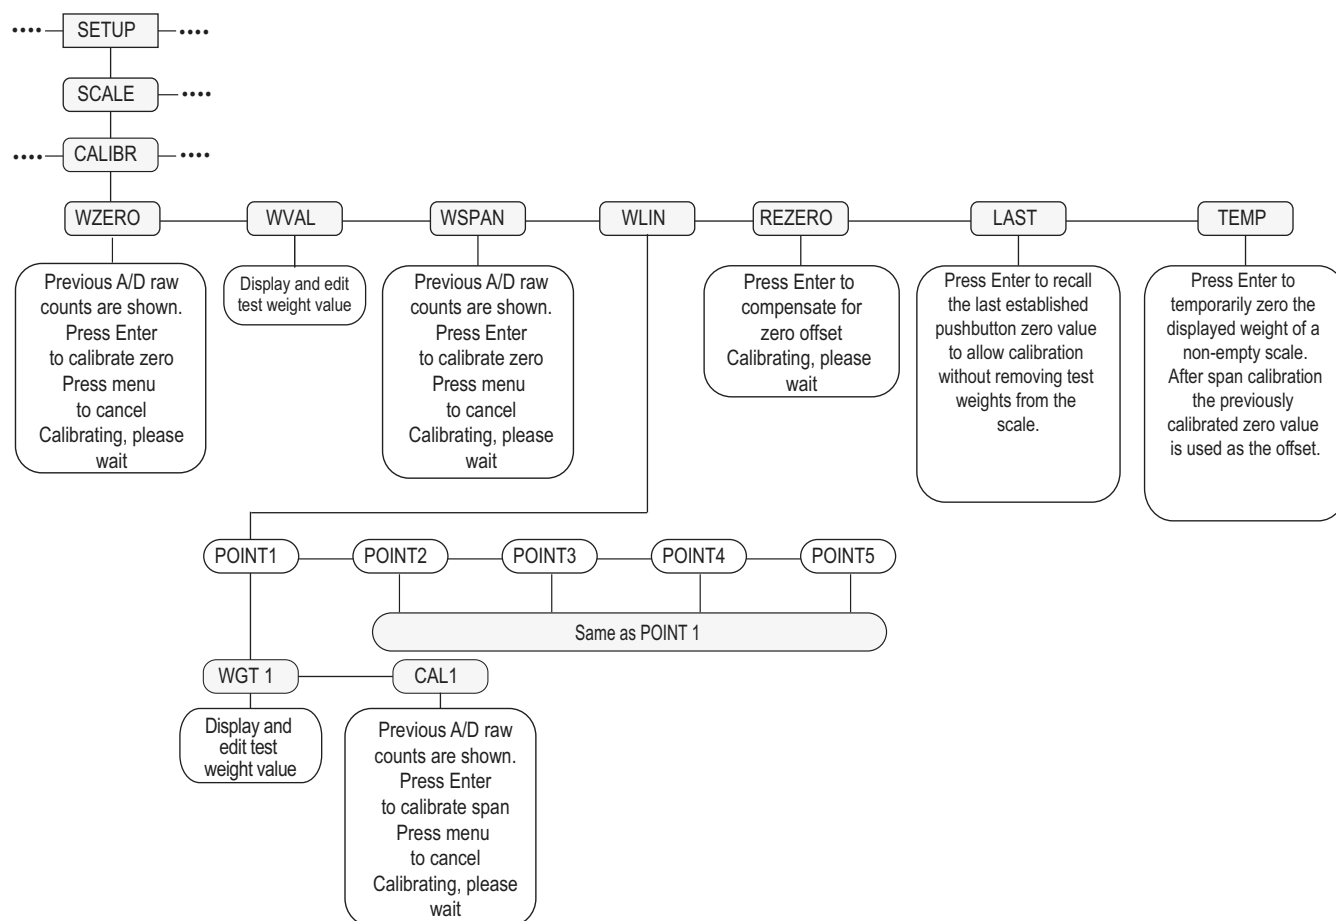 SETUP
SCALE
CALIBR
WZERO
WVAL
WSPAN
WLIN
REZERO
LAST
TEMP
Previous A/D raw
counts are shown.
Press Enter
to calibrate zero
Press menu
to cancel
Calibrating, please
wait
Display and edit
test weight value
Previous A/D raw
counts are shown.
Press Enter
to calibrate zero
Press menu
to cancel
Calibrating, please
wait
Press Enter to
compensate for
zero offset
Calibrating, please
wait
Press Enter to recall
the last established
pushbutton zero value
to allow calibration
without removing test
weights from the
scale.
Press Enter to
temporarily zero the
displayed weight of a
non-empty scale.
After span calibration
the previously
calibrated zero value
is used as the offset.
POINT1
POINT2
POINT3
POINT4
POINT5
Same as POINT 1
WGT 1
CAL1
Display and
edit test
weight value
Previous A/D raw
counts are shown.
Press Enter
to calibrate span
Press menu
to cancel
Calibrating, please
wait